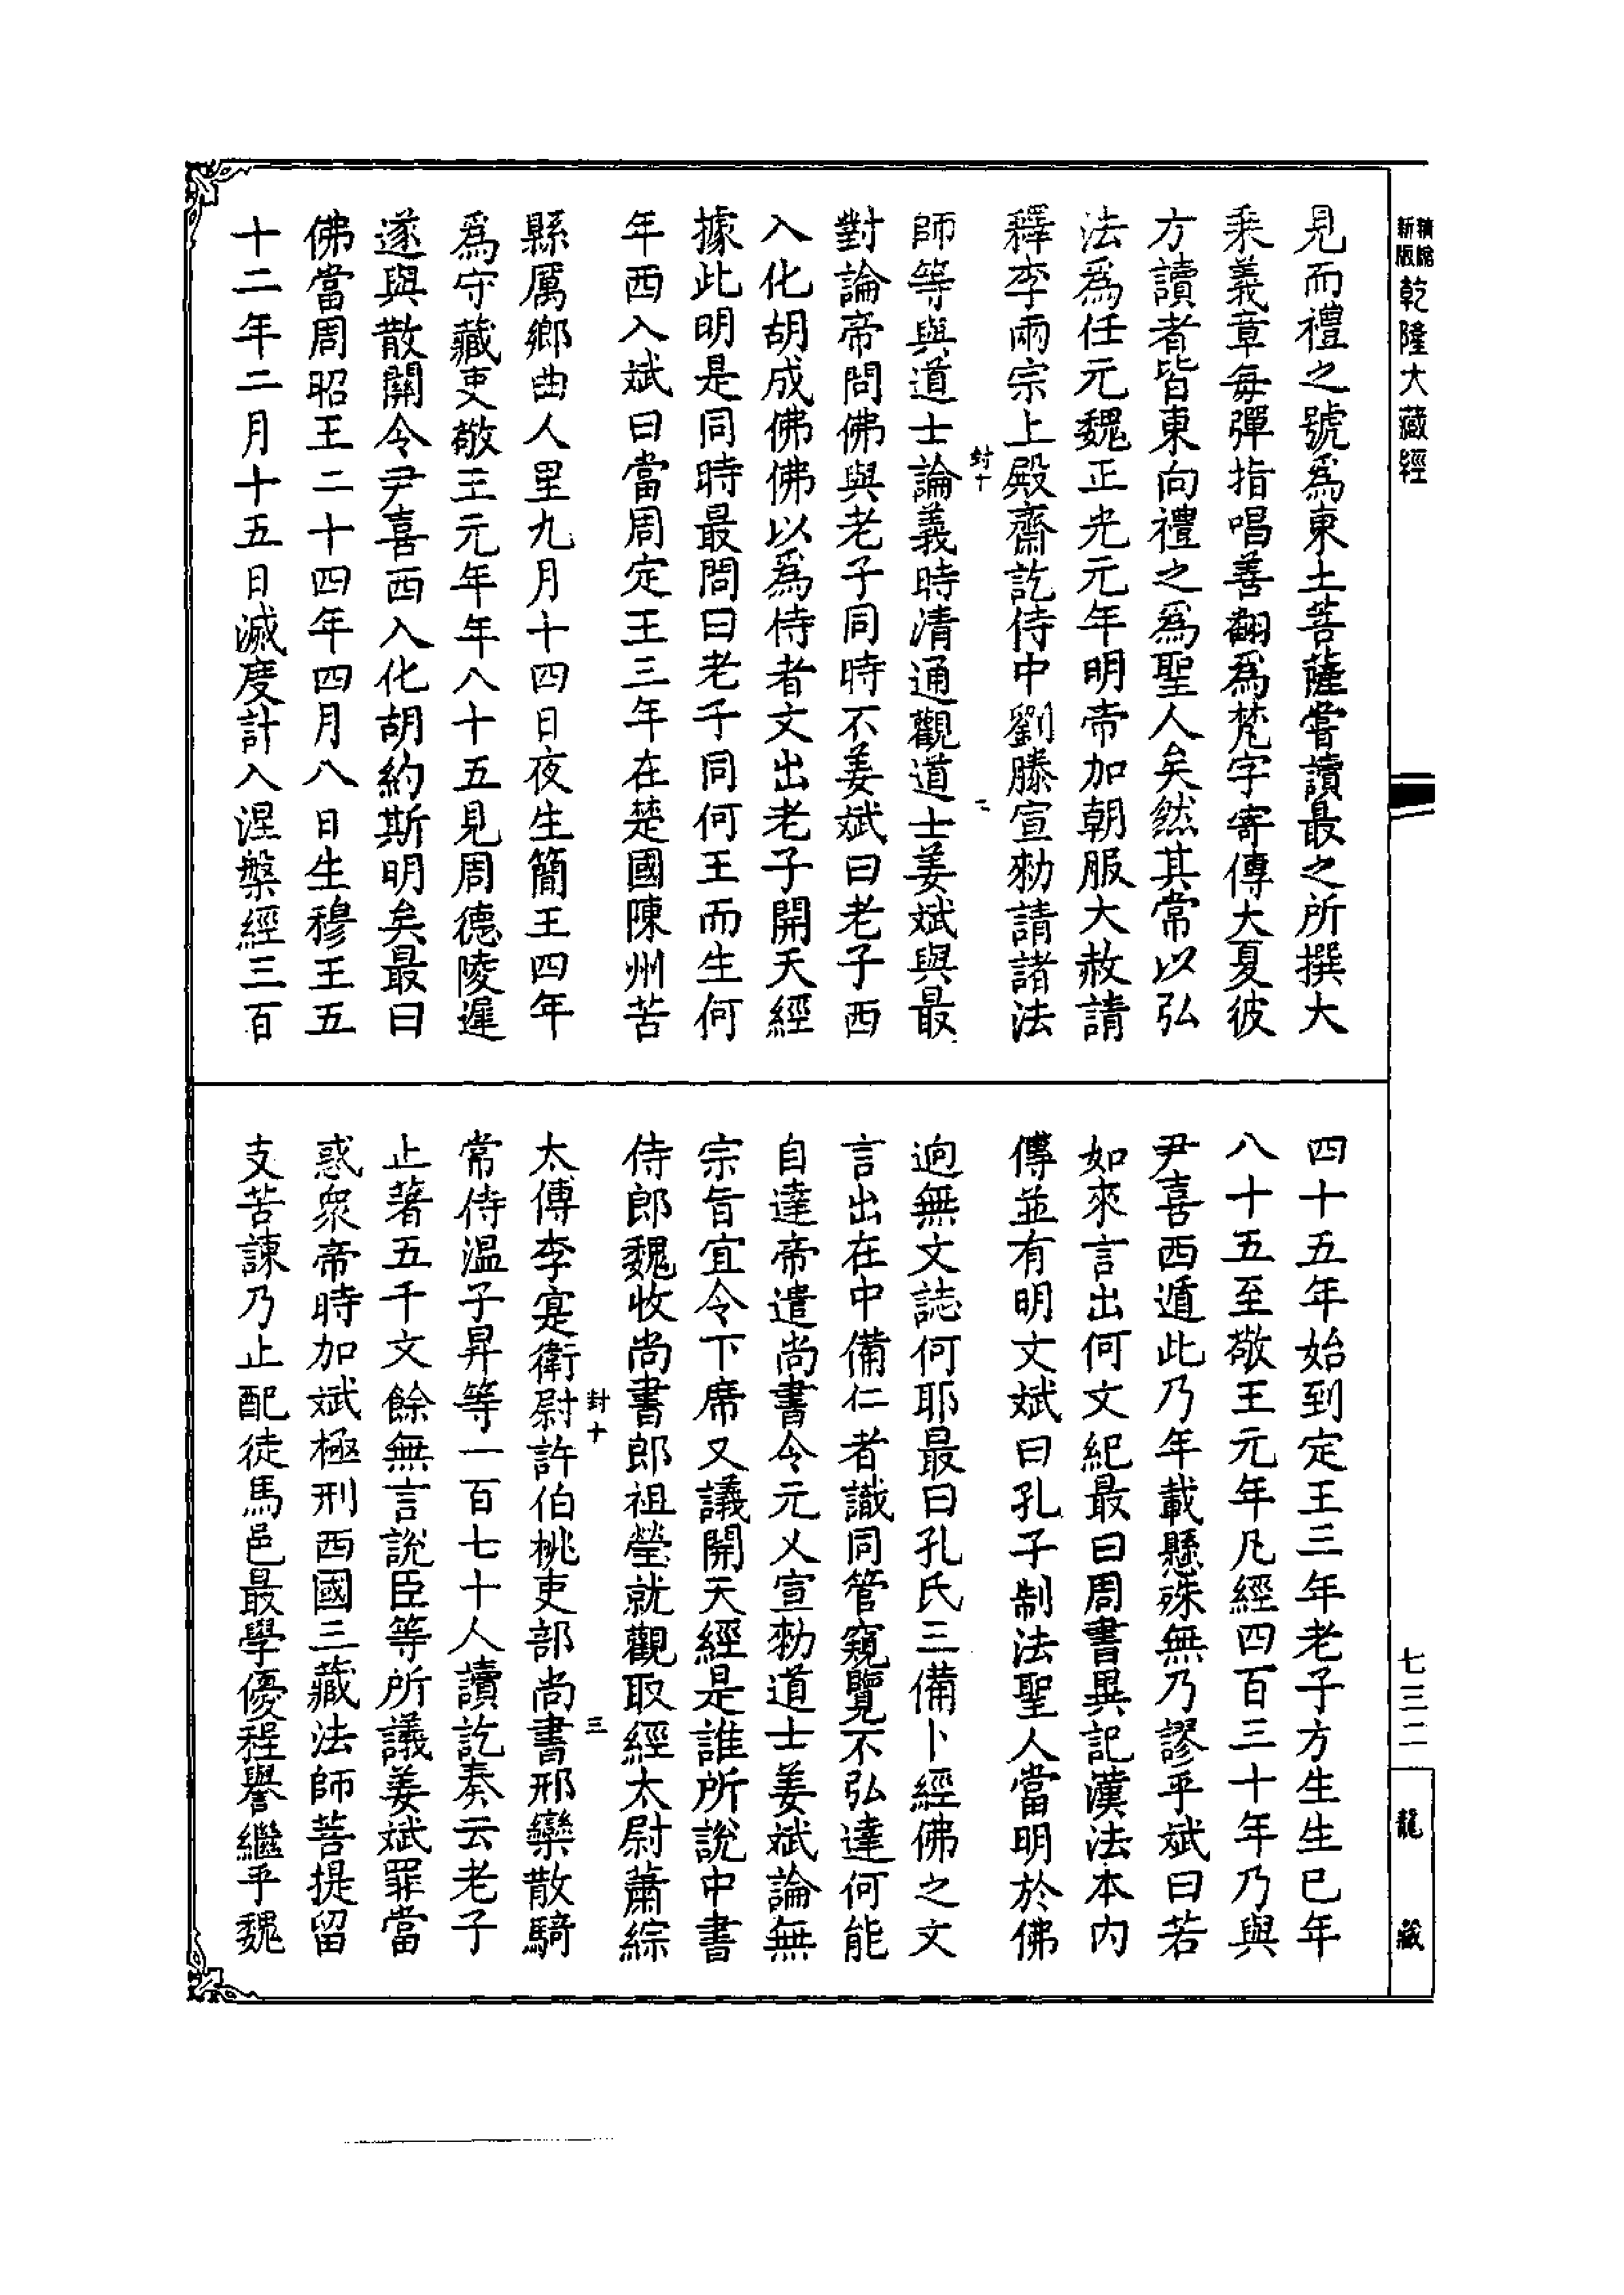 新版精縮
乾隆大藏經
見而禮之號爲東土菩薩嘗讀最之所撰大
乘義章每彈指唱善翻爲梵字寄傳大夏彼
方讀者皆東向禮之爲聖人矣然其常以弘
法爲任元魏正光元年明帝加朝服大赦請
釋李兩宗上殿齋訖侍中劉滕宣勑請諸法
封十
二
師等與道士論義時清通觀道士姜斌與最
對論帝問佛與老子同時不姜斌曰老子西
入化胡成佛佛以爲侍者文出老子開天經
據此明是同時最問曰老子同何王而生何
年西入斌曰當周定王三年在楚國陳州苦
縣厲鄉曲人里九月十四日夜生簡王四年
爲守藏吏敬王元年年八十五見周德陵遲
遂與散關令尹喜西入化胡約斯明矣最曰
佛當周昭王二十四年四月八日生穆王五
十二年二月十五日滅度計入涅槃經三百
四十五年始到定王三年老子方生生已年
八十五至敬王元年凡經四百三十年乃與
尹喜西遁此乃年載懸殊無乃謬乎斌曰若
如來言出何文紀最曰周書異記漢法本內
傳並有明文斌曰孔子制法聖人當明於佛
迥無文誌何耶最曰孔氏三備卜經佛之文
言出在中備仁者識同管窺覽不弘達何能
自達帝遣尚書令元乂宣勑道士姜斌論無
宗旨宜令下席又議開天經是誰所說中書
侍郎魏收尚書郎祖瑩就觀取經太尉蕭綜
封十
三
太傅李寔衛尉許伯桃吏部尚書邢欒散騎
常侍溫子昇等一百七十人讀訖奏云老子
止著五千文餘無言說臣等所議姜斌罪當
惑衆帝時加斌極刑西國三藏法師菩提留
支苦諫乃止配徒馬邑最學優程譽繼乎魏
七三二
龍藏